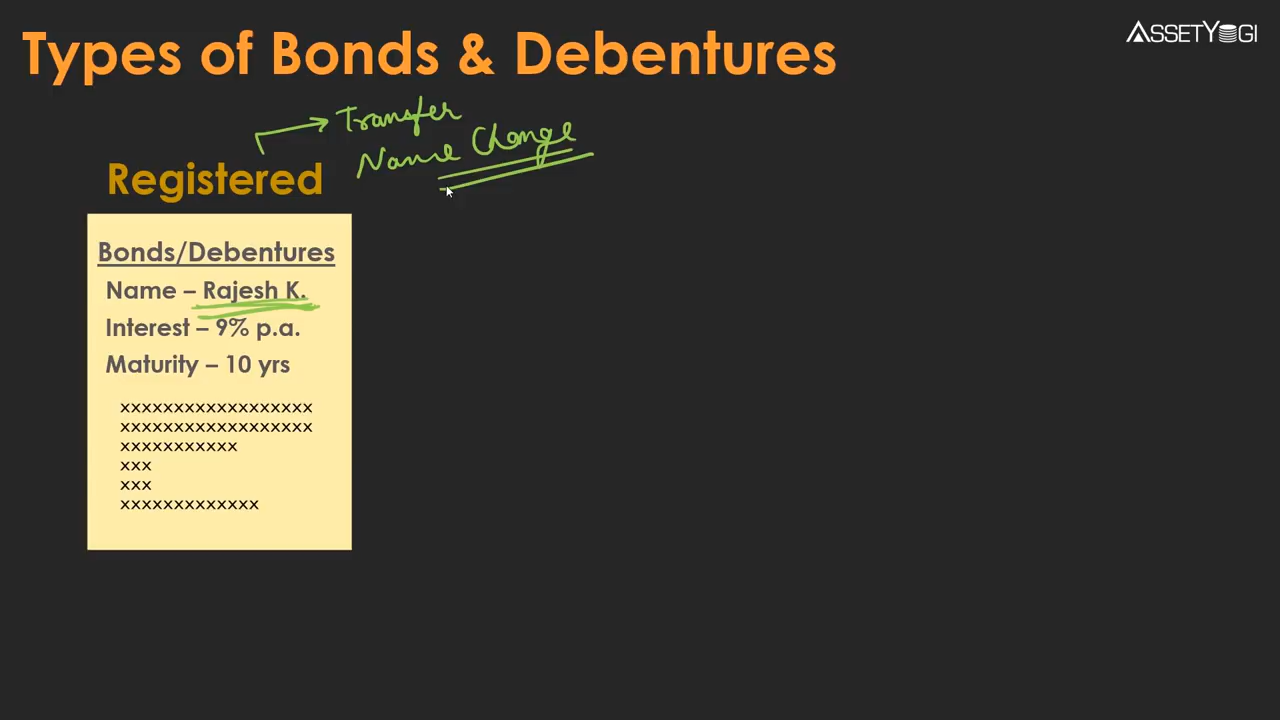 Types of Bonds & Debentures
ASSETYOGI
Transfer
Name Change
Registered
Bonds/Debentures
Name – Rajesh K.
Interest – 9% p.a.
Maturity – 10 yrs
xxxxxxxxxxxxxxxxxx
xxxxxxxxxxxxxxxxxx
xxxxxxxxxxx
xxx
xxx
xxxxxxxxxxxxx